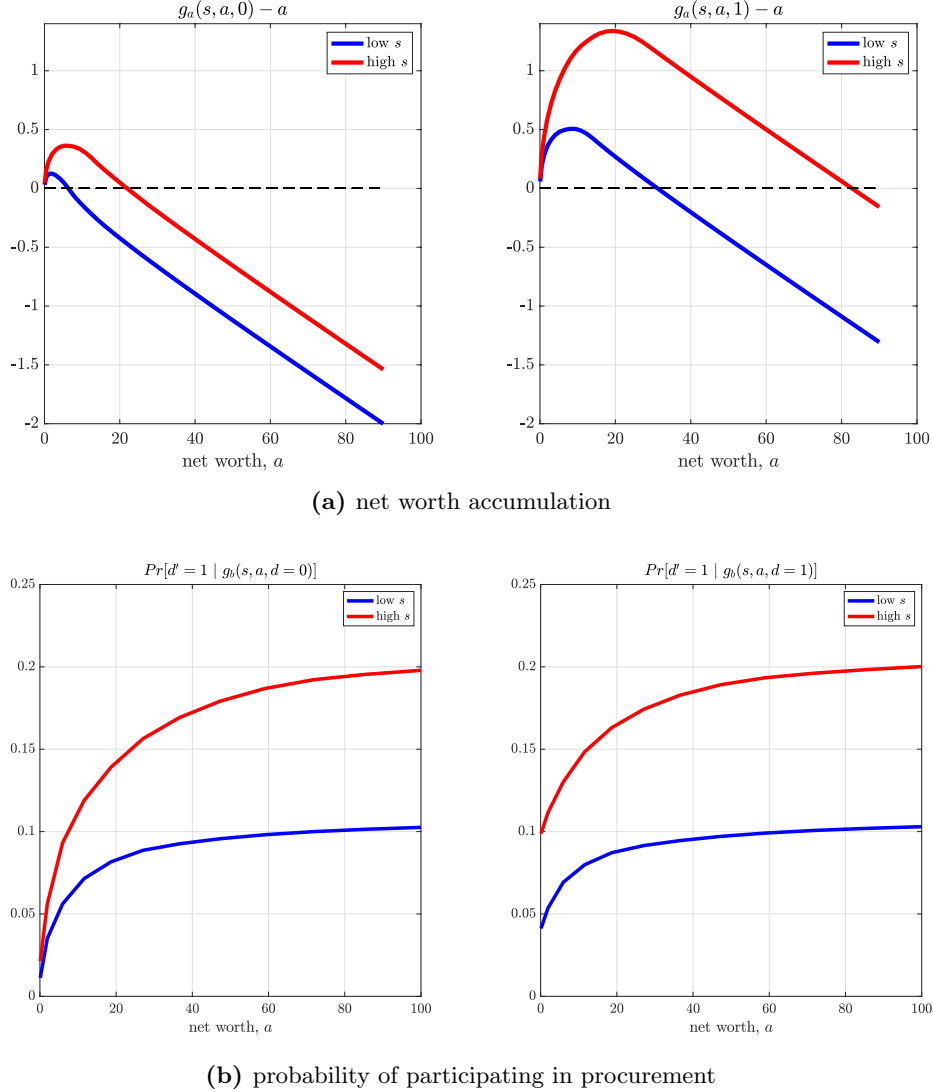 g_a(s, a, 0) − a
low s
high s
1
0.5
0
-0.5
-1
-1.5
-2
0 20 40 60 80 100
net worth, a
g_a(s, a, 1) − a
low s
high s
1
0.5
0
-0.5
-1
-1.5
-2
0 20 40 60 80 100
net worth, a
(a) net worth accumulation
Pr[d′ = 1 | g_b(s, a, d = 0)]
low s
high s
0.25
0.2
0.15
0.1
0.05
0
0 20 40 60 80 100
net worth, a
Pr[d′ = 1 | g_b(s, a, d = 1)]
low s
high s
0.25
0.2
0.15
0.1
0.05
0
0 20 40 60 80 100
net worth, a
(b) probability of participating in procurement